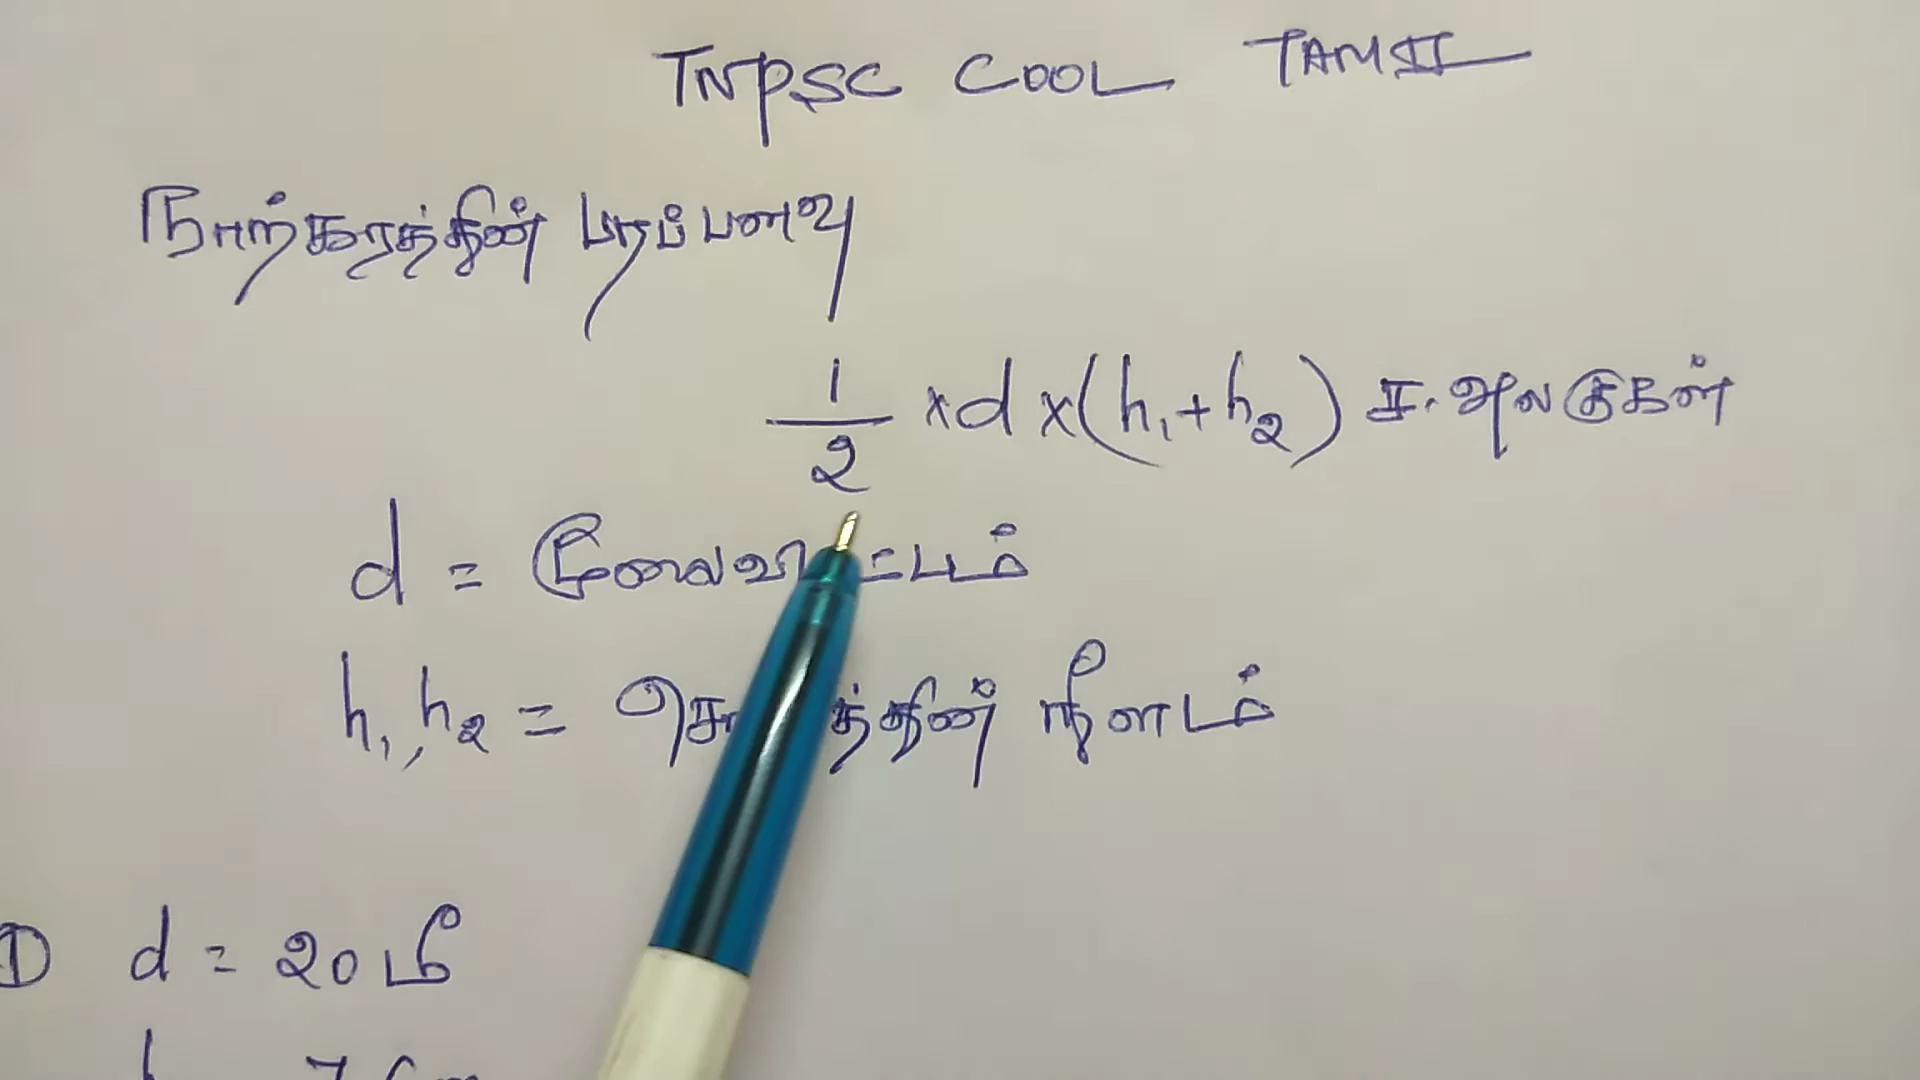 TNPSC COOL TAMIL
நாற்கரத்தின் பரப்பளவு
1/2 x d x (h₁+h₂) ச.அலகுகள்
d = மூலைவிட்டம்
h₁, h₂ = நீளம்
① d = 20 மீ